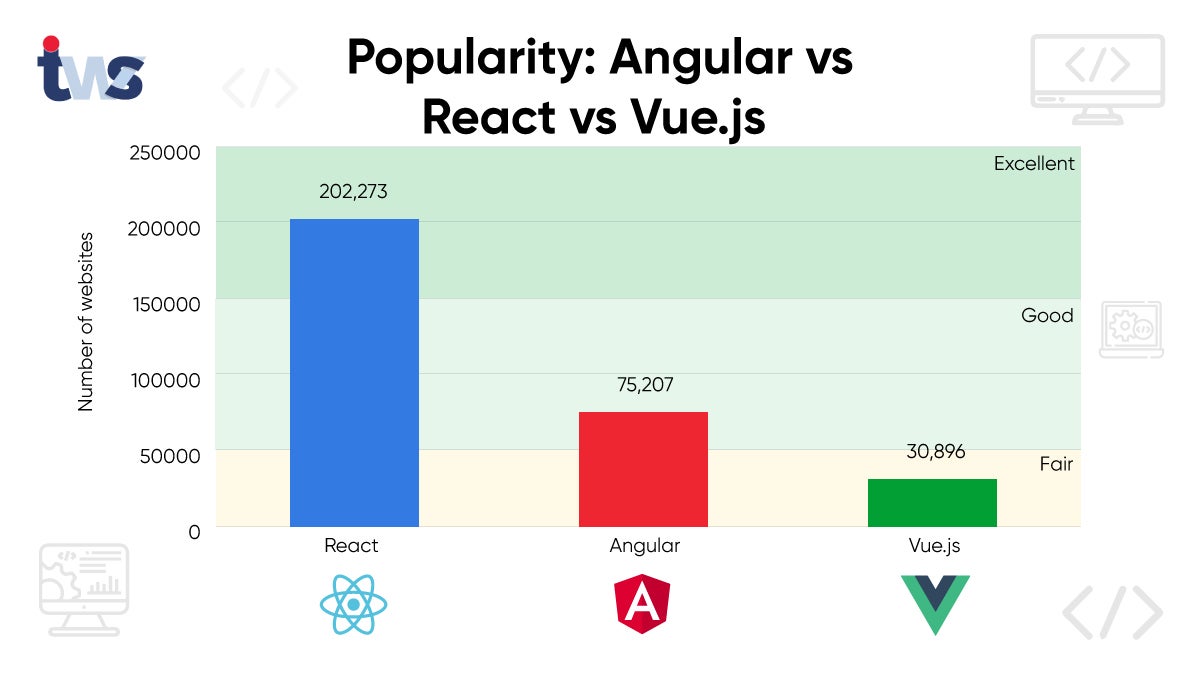 tws
Popularity: Angular vs
React vs Vue.js
Number of websites
250000
200000
150000
100000
50000
0
Excellent
Good
Fair
202,273
75,207
30,896
React
Angular
Vue.js